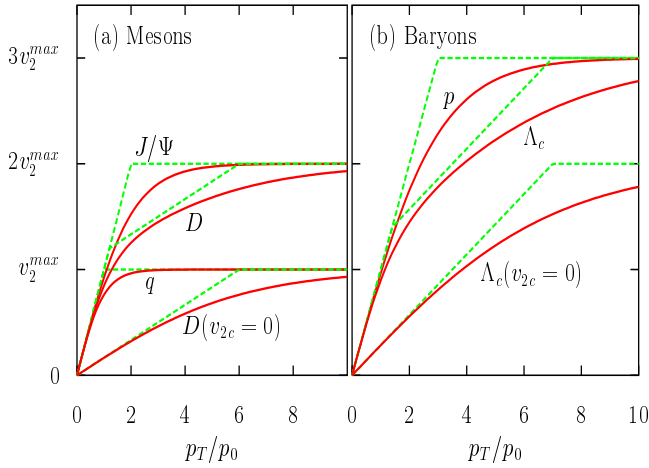 (a) Mesons
(b) Baryons
3v_2^{max}
2v_2^{max}
v_2^{max}
0
J/Ψ
D
q
D(v_{2c} = 0)
p
Λ_c
Λ_c(v_{2c} = 0)
0 2 4 6 8
0 2 4 6 8 10
p_T/p_0
p_T/p_0